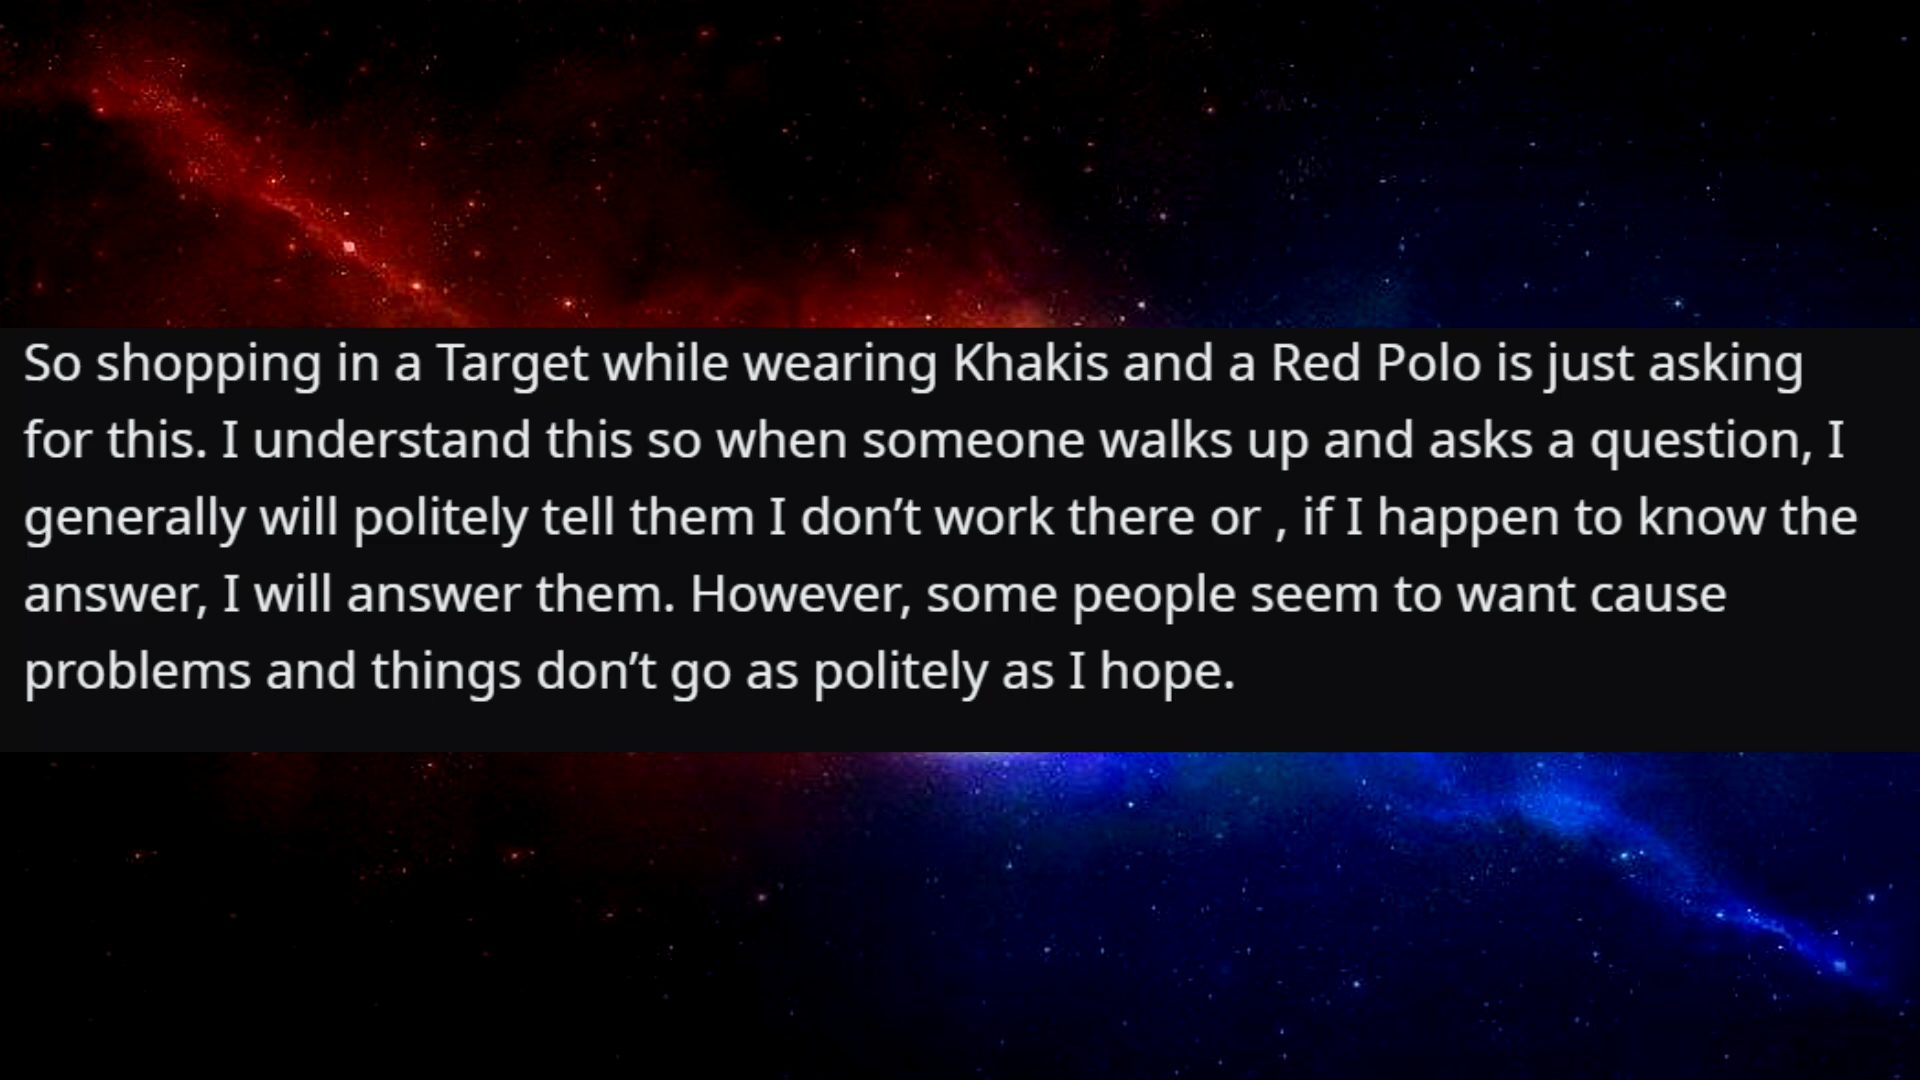 So shopping in a Target while wearing Khakis and a Red Polo is just asking
for this. I understand this so when someone walks up and asks a question, I
generally will politely tell them I don’t work there or , if I happen to know the
answer, I will answer them. However, some people seem to want cause
problems and things don’t go as politely as I hope.